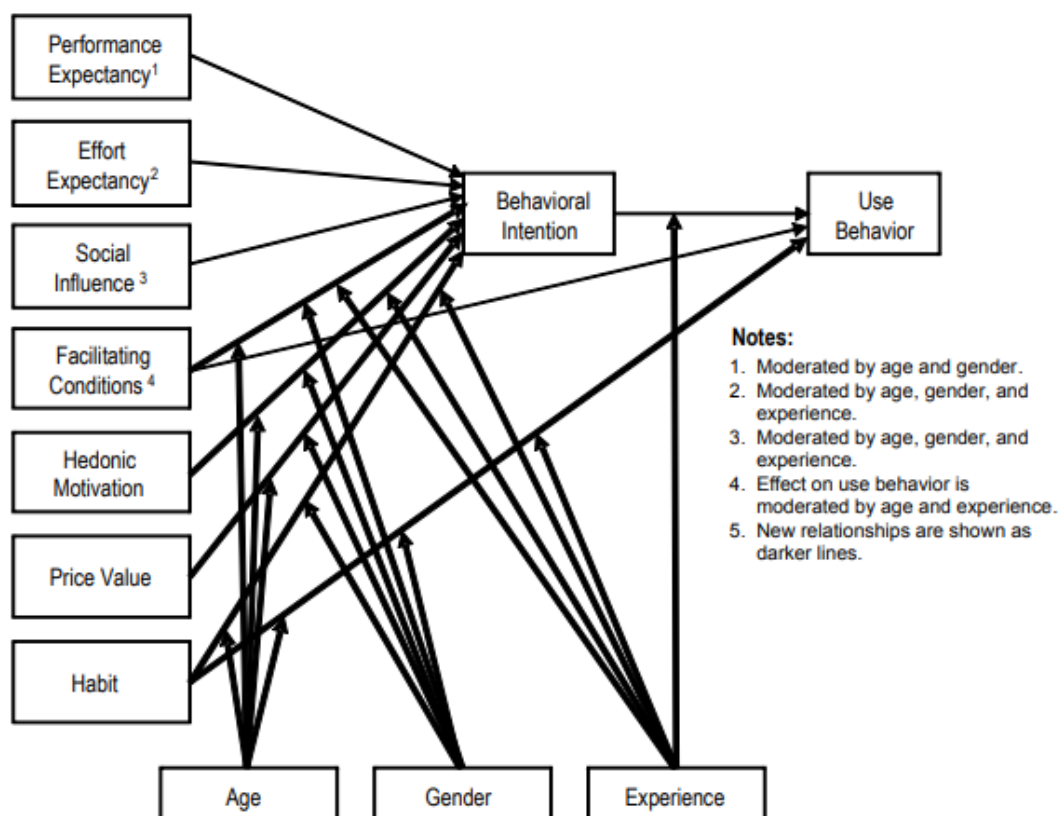 Performance
Expectancy1
Effort
Expectancy2
Social
Influence 3
Facilitating
Conditions 4
Hedonic
Motivation
Price Value
Habit
Behavioral
Intention
Use
Behavior
Notes:
1. Moderated by age and gender.
2. Moderated by age, gender, and
experience.
3. Moderated by age, gender, and
experience.
4. Effect on use behavior is
moderated by age and experience.
5. New relationships are shown as
darker lines.
Age
Gender
Experience